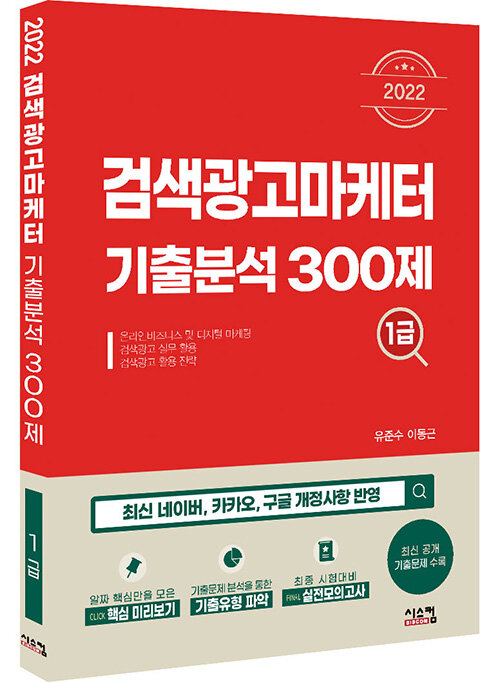 2022 검색광고마케터 기출분석 300제
1급
시스컴
SISCOM
2022
검색광고마케터
기출분석 300제
1급
온라인비즈니스 및 디지털 마케팅
검색광고 실무 활용
검색광고 활용 전략
유준수 이동근
최신 네이버, 카카오, 구글 개정사항 반영
알짜 핵심만을 모은
CLICK 핵심 미리보기
기출문제 분석을 통한
기출유형 파악
최종 시험대비
FINAL 실전모의고사
최신 공개
기출문제 수록
시스컴
SISCOM